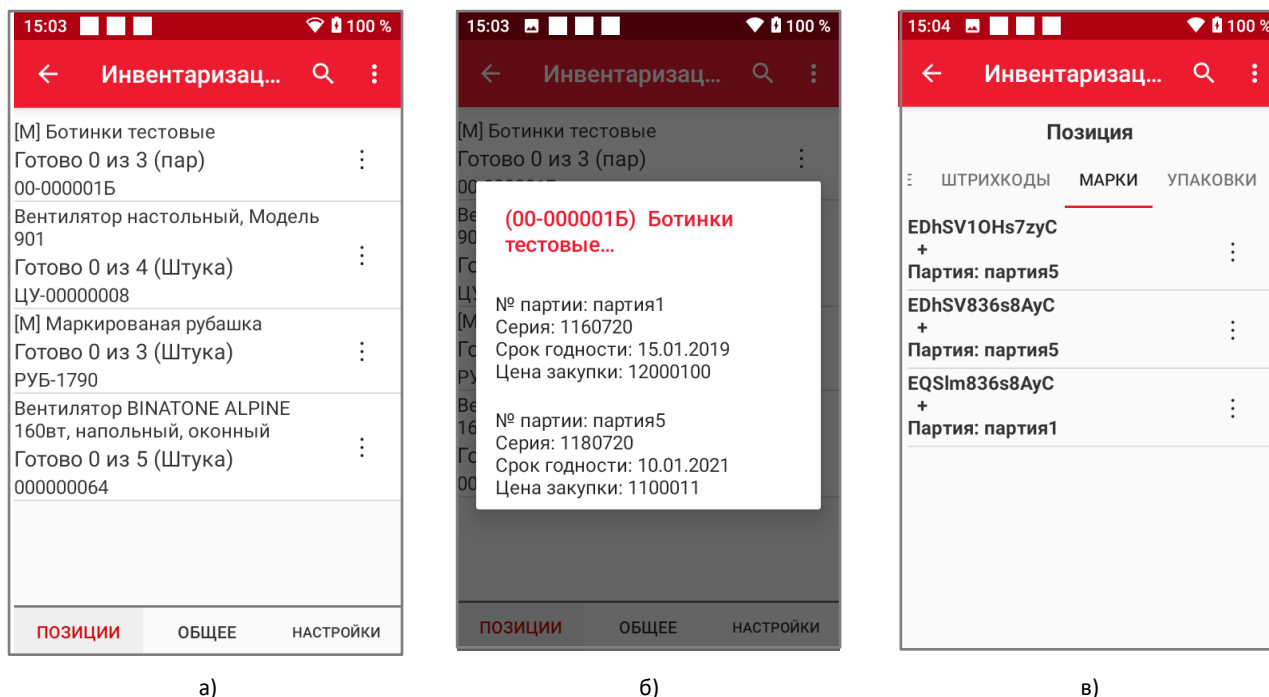 15:03 100 %
Инвентаризац...
[М] Ботинки тестовые
Готово 0 из 3 (пар)
00-000001Б
Вентилятор настольный, Модель
901
Готово 0 из 4 (Штука)
ЦУ-00000008
[М] Маркированая рубашка
Готово 0 из 3 (Штука)
РУБ-1790
Вентилятор BINATONE ALPINE
160вт, напольный, оконный
Готово 0 из 5 (Штука)
000000064
ПОЗИЦИИ ОБЩЕЕ НАСТРОЙКИ
а)
15:03 100 %
Инвентаризац...
[М] Ботинки тестовые
Готово 0 из 3 (пар)
(00-000001Б) Ботинки
тестовые...
№ партии: партия1
Серия: 1160720
Срок годности: 15.01.2019
Цена закупки: 12000100
№ партии: партия5
Серия: 1180720
Срок годности: 10.01.2021
Цена закупки: 1100011
ПОЗИЦИИ ОБЩЕЕ НАСТРОЙКИ
б)
15:04 100 %
Инвентаризац...
Позиция
ШТРИХКОДЫ МАРКИ УПАКОВКИ
EDhSV1OHs7zyC
+
Партия: партия5
EDhSV836s8AyC
+
Партия: партия5
EQSlm836s8AyC
+
Партия: партия1
в)